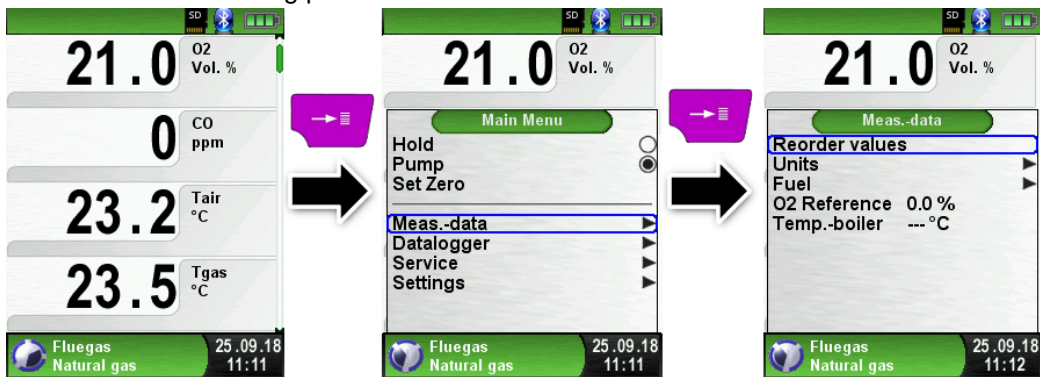 SD
21.0 O2 Vol. %
0 CO ppm
23.2 Tair °C
23.5 Tgas °C
Fluegas 25.09.18
Natural gas 11:11
SD
21.0 O2 Vol. %
Main Menu
Hold
Pump
Set Zero
Meas.-data
Datalogger
Service
Settings
Fluegas 25.09.18
Natural gas 11:11
SD
21.0 O2 Vol. %
Meas.-data
Reorder values
Units
Fuel
O2 Reference 0.0 %
Temp.-boiler --- °C
Fluegas 25.09.18
Natural gas 11:12